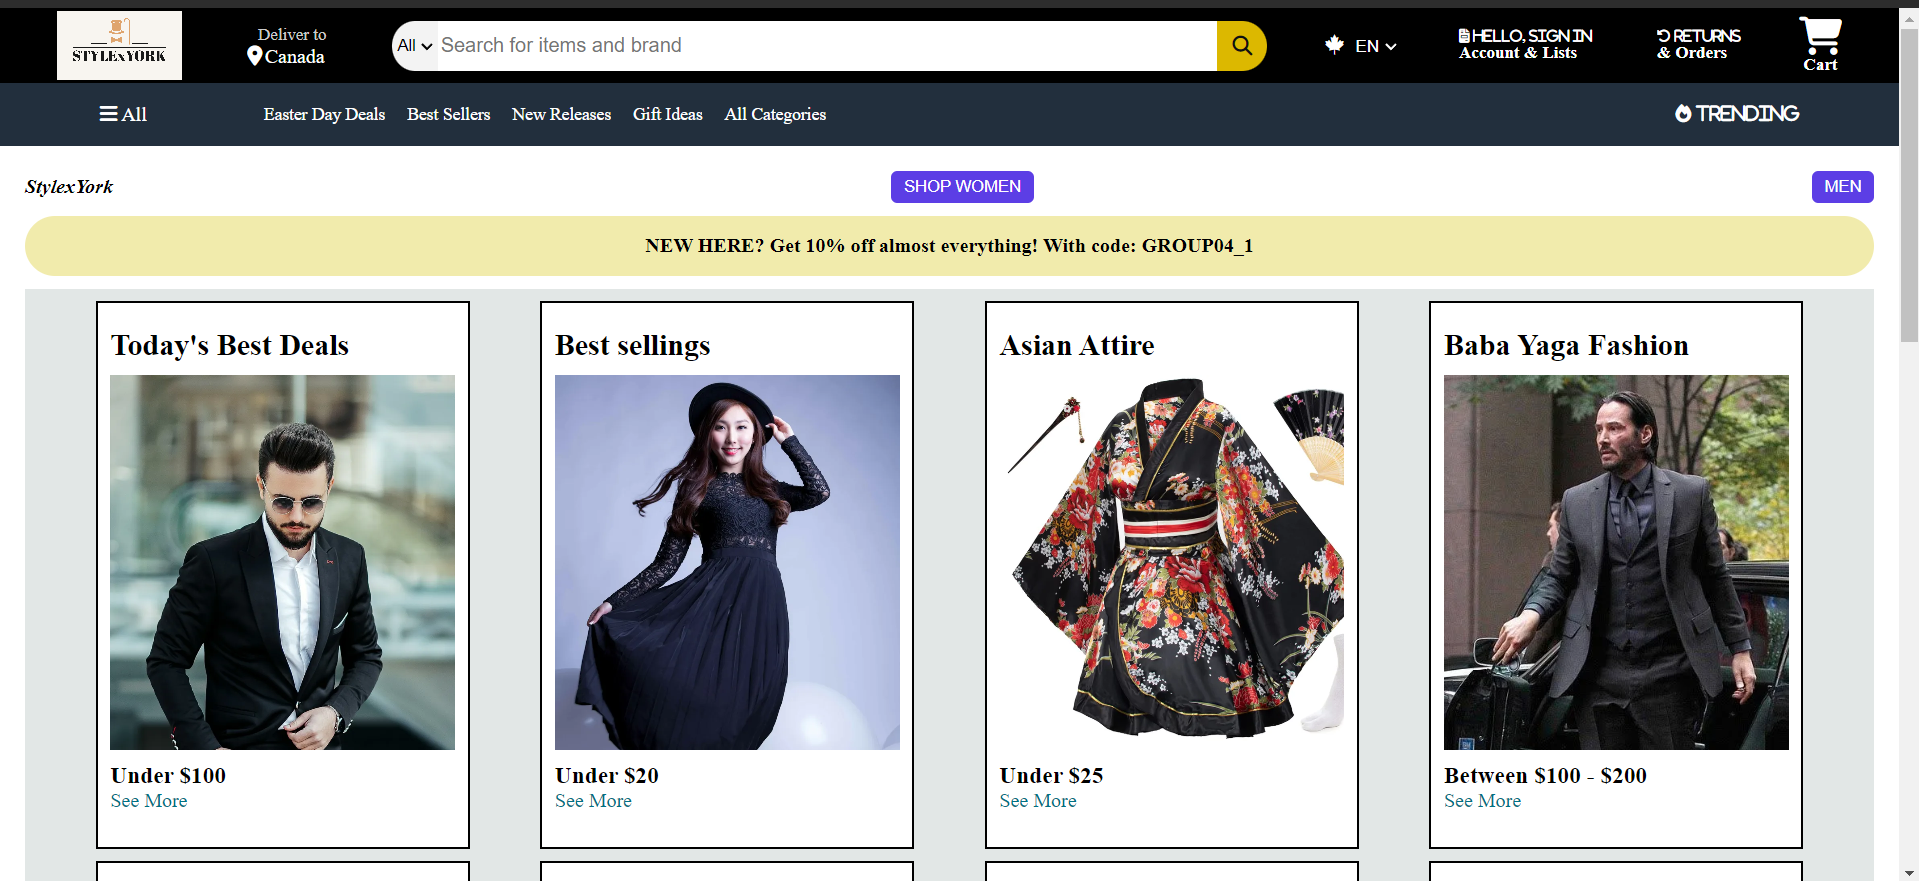 STYLExYORK
Deliver to
Canada
All
Search for items and brand
EN
HELLO, SIGN IN
Account & Lists
RETURNS
& Orders
Cart
All
Easter Day Deals
Best Sellers
New Releases
Gift Ideas
All Categories
TRENDING
StylexYork
SHOP WOMEN
MEN
NEW HERE? Get 10% off almost everything! With code: GROUP04_1
Today's Best Deals
Under $100
See More
Best sellings
Under $20
See More
Asian Attire
Under $25
See More
Baba Yaga Fashion
Between $100 - $200
See More